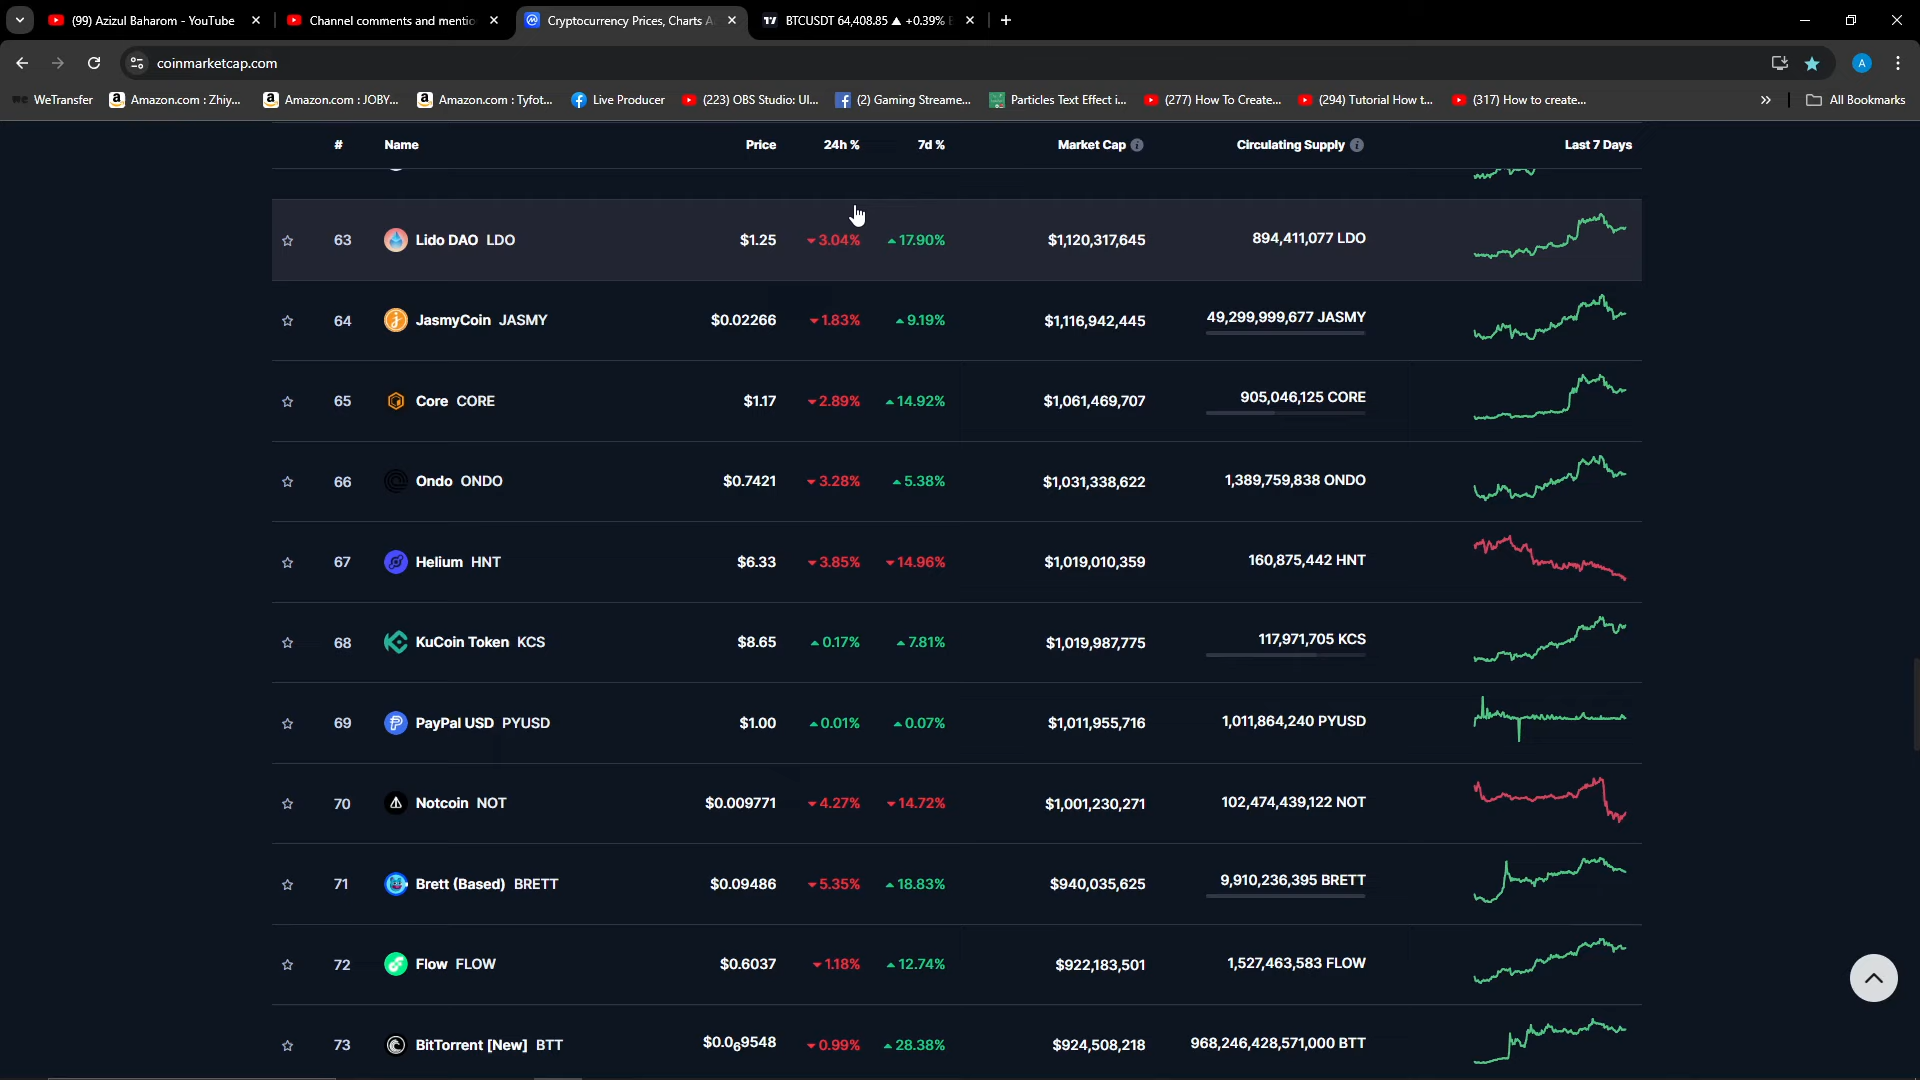 (99) Azizul Baharom - YouTube
Channel comments and mentio
Cryptocurrency Prices, Charts A
BTCUSDT 64,408.85 ▲ +0.39%
coinmarketcap.com
A
WeTransfer
Amazon.com : Zhiy...
Amazon.com : JOBY...
Amazon.com : Tyfot...
Live Producer
(223) OBS Studio: Ul...
(2) Gaming Streame...
Particles Text Effect i...
(277) How To Create...
(294) Tutorial How t...
(317) How to create...
» All Bookmarks
# Name Price 24h % 7d % Market Cap Circulating Supply Last 7 Days
63 Lido DAO LDO $1.25 3.04% 17.90% $1,120,317,645 894,411,077 LDO
64 JasmyCoin JASMY $0.02266 1.83% 9.19% $1,116,942,445 49,299,999,677 JASMY
65 Core CORE $1.17 2.89% 14.92% $1,061,469,707 905,046,125 CORE
66 Ondo ONDO $0.7421 3.28% 5.38% $1,031,338,622 1,389,759,838 ONDO
67 Helium HNT $6.33 3.85% 14.96% $1,019,010,359 160,875,442 HNT
68 KuCoin Token KCS $8.65 0.17% 7.81% $1,019,987,775 117,971,705 KCS
69 PayPal USD PYUSD $1.00 0.01% 0.07% $1,011,955,716 1,011,864,240 PYUSD
70 Notcoin NOT $0.009771 4.27% 14.72% $1,001,230,271 102,474,439,122 NOT
71 Brett (Based) BRETT $0.09486 5.35% 18.83% $940,035,625 9,910,236,395 BRETT
72 Flow FLOW $0.6037 1.18% 12.74% $922,183,501 1,527,463,583 FLOW
73 BitTorrent [New] BTT $0.0₆9548 0.99% 28.38% $924,508,218 968,246,428,571,000 BTT